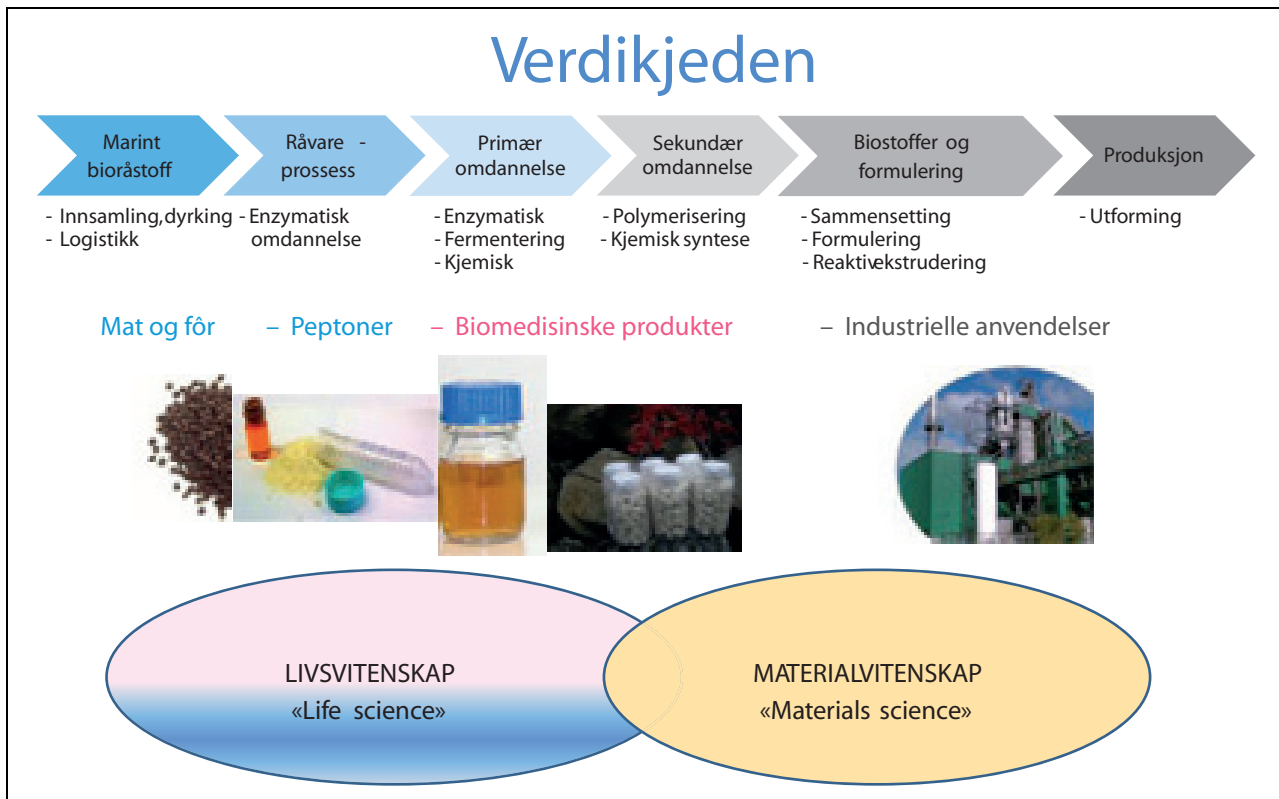 Verdikjeden
Marint
bioråstoff
Råvare -
prossess
Primær
omdannelse
Sekundær
omdannelse
Biostoffer og
formulering
Produksjon
- Innsamling,dyrking
- Logistikk
- Enzymatisk
omdannelse
- Enzymatisk
- Fermentering
- Kjemisk
- Polymerisering
- Kjemisk syntese
- Sammensetting
- Formulering
- Reaktivekstrudering
- Utforming
Mat og fôr – Peptoner – Biomedisinske produkter – Industrielle anvendelser
LIVSVITENSKAP
«Life science»
MATERIALVITENSKAP
«Materials science»